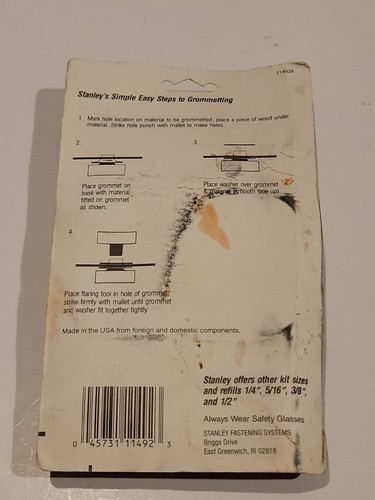 11492A
Stanley's Simple Easy Steps to Grommetting
1. Mark hole location on material to be grommetted, place a piece of wood under
material. Strike hole punch with mallet to make holes.
2.
Place grommet on
base with material
fitted on grommet
as shown.
3.
Place washer over grommet
& material (smooth side up).
4.
Place flaring tool in hole of grommet
strike firmly with mallet until grommet
and washer fit together tightly.
Made in the USA from foreign and domestic components.
Stanley offers other kit sizes
and refills 1/4", 5/16", 3/8",
and 1/2"
Always Wear Safety Glasses
STANLEY FASTENING SYSTEMS
Briggs Drive
East Greenwich, RI 02818
0 45731 11492 3